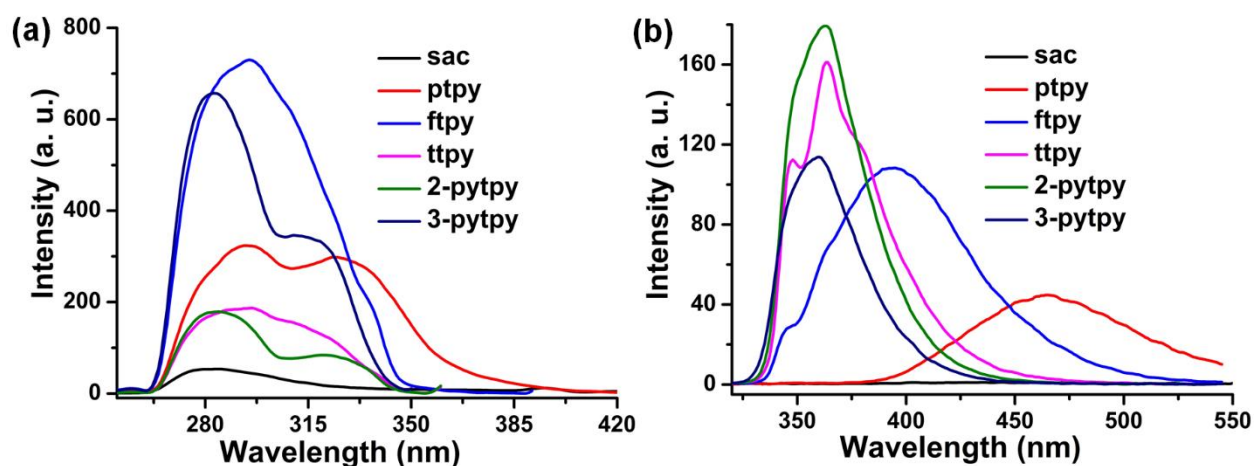 (a)
800
600
400
200
0
Intensity (a. u.)
280
315
350
385
420
Wavelength (nm)
sac
ptpy
ftpy
ttpy
2-pytpy
3-pytpy
(b)
160
120
80
40
0
Intensity (a. u.)
350
400
450
500
550
Wavelength (nm)
sac
ptpy
ftpy
ttpy
2-pytpy
3-pytpy